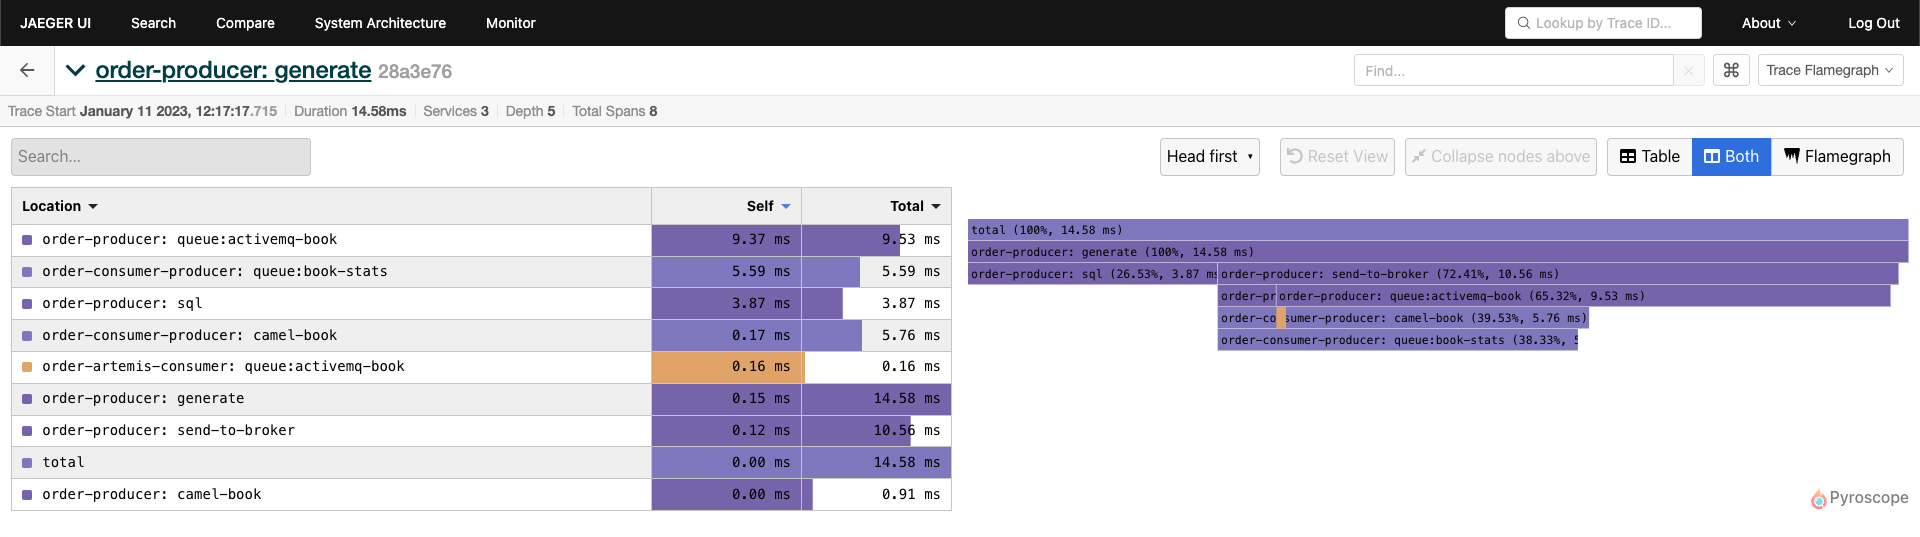 JAEGER UI Search Compare System Architecture Monitor Lookup by Trace ID... About Log Out
order-producer: generate 28a3e76 Find... ⌘ Trace Flamegraph
Trace Start January 11 2023, 12:17:17.715 Duration 14.58ms Services 3 Depth 5 Total Spans 8
Search... Head first Reset View Collapse nodes above Table Both Flamegraph
Location Self Total
order-producer: queue:activemq-book 9.37 ms 9.53 ms
order-consumer-producer: queue:book-stats 5.59 ms 5.59 ms
order-producer: sql 3.87 ms 3.87 ms
order-consumer-producer: camel-book 0.17 ms 5.76 ms
order-artemis-consumer: queue:activemq-book 0.16 ms 0.16 ms
order-producer: generate 0.15 ms 14.58 ms
order-producer: send-to-broker 0.12 ms 10.56 ms
total 0.00 ms 14.58 ms
order-producer: camel-book 0.00 ms 0.91 ms
total (100%, 14.58 ms)
order-producer: generate (100%, 14.58 ms)
order-producer: sql (26.53%, 3.87 ms order-producer: send-to-broker (72.41%, 10.56 ms)
order-pr order-producer: queue:activemq-book (65.32%, 9.53 ms)
order-co sumer-producer: camel-book (39.53%, 5.76 ms)
order-consumer-producer: queue:book-stats (38.33%, 5
Pyroscope